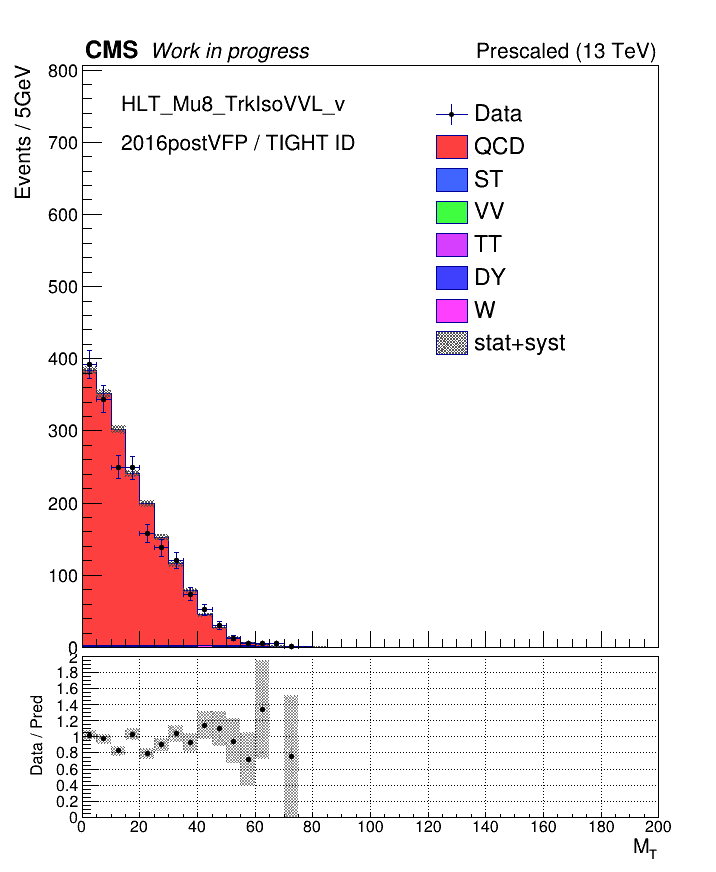 CMS Work in progress Prescaled (13 TeV)
Events / 5GeV
800
700
600
500
400
300
200
100
0
HLT_Mu8_TrkIsoVVL_v
2016postVFP / TIGHT ID
Data
QCD
ST
VV
TT
DY
W
stat+syst
Data / Pred
2
1.8
1.6
1.4
1.2
1
0.8
0.6
0.4
0.2
0
0 20 40 60 80 100 120 140 160 180 200
M_T